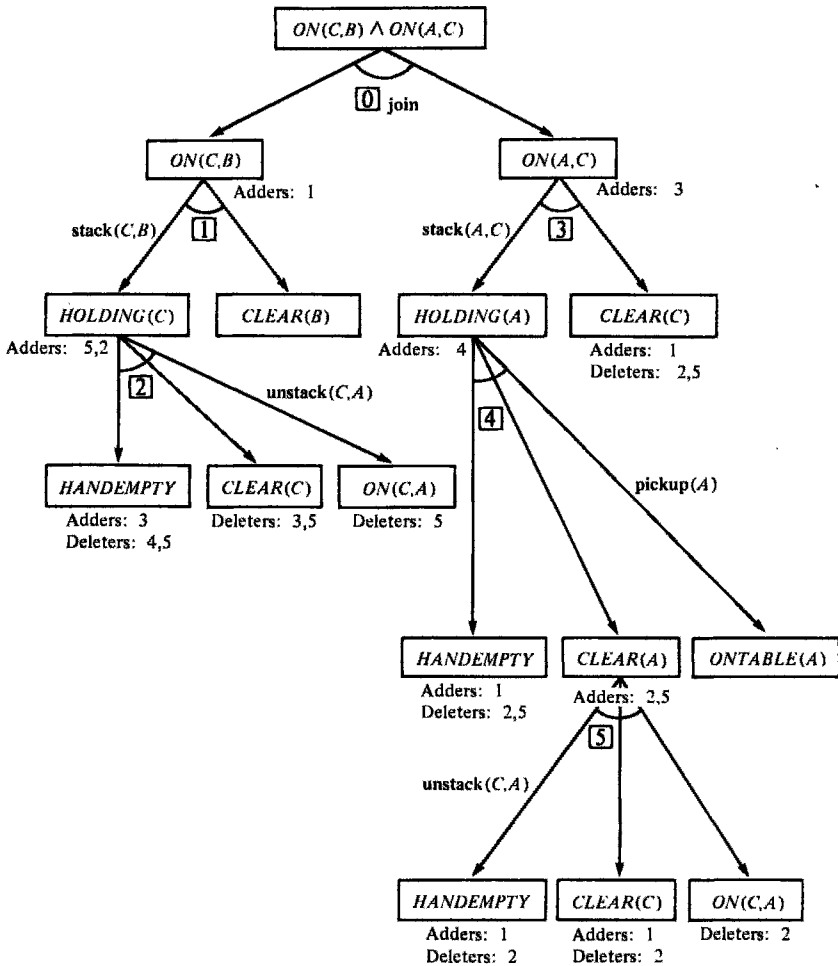 ON(C,B) ∧ ON(A,C)
0 join
ON(C,B)
Adders: 1
ON(A,C)
Adders: 3
stack(C,B)
1
stack(A,C)
3
HOLDING(C)
Adders: 5,2
CLEAR(B)
HOLDING(A)
Adders: 4
CLEAR(C)
Adders: 1
Deleters: 2,5
2
unstack(C,A)
4
pickup(A)
HANDEMPTY
Adders: 3
Deleters: 4,5
CLEAR(C)
Deleters: 3,5
ON(C,A)
Deleters: 5
HANDEMPTY
Adders: 1
Deleters: 2,5
CLEAR(A)
Adders: 2,5
ONTABLE(A)
5
unstack(C,A)
HANDEMPTY
Adders: 1
Deleters: 2
CLEAR(C)
Adders: 1
Deleters: 2
ON(C,A)
Deleters: 2